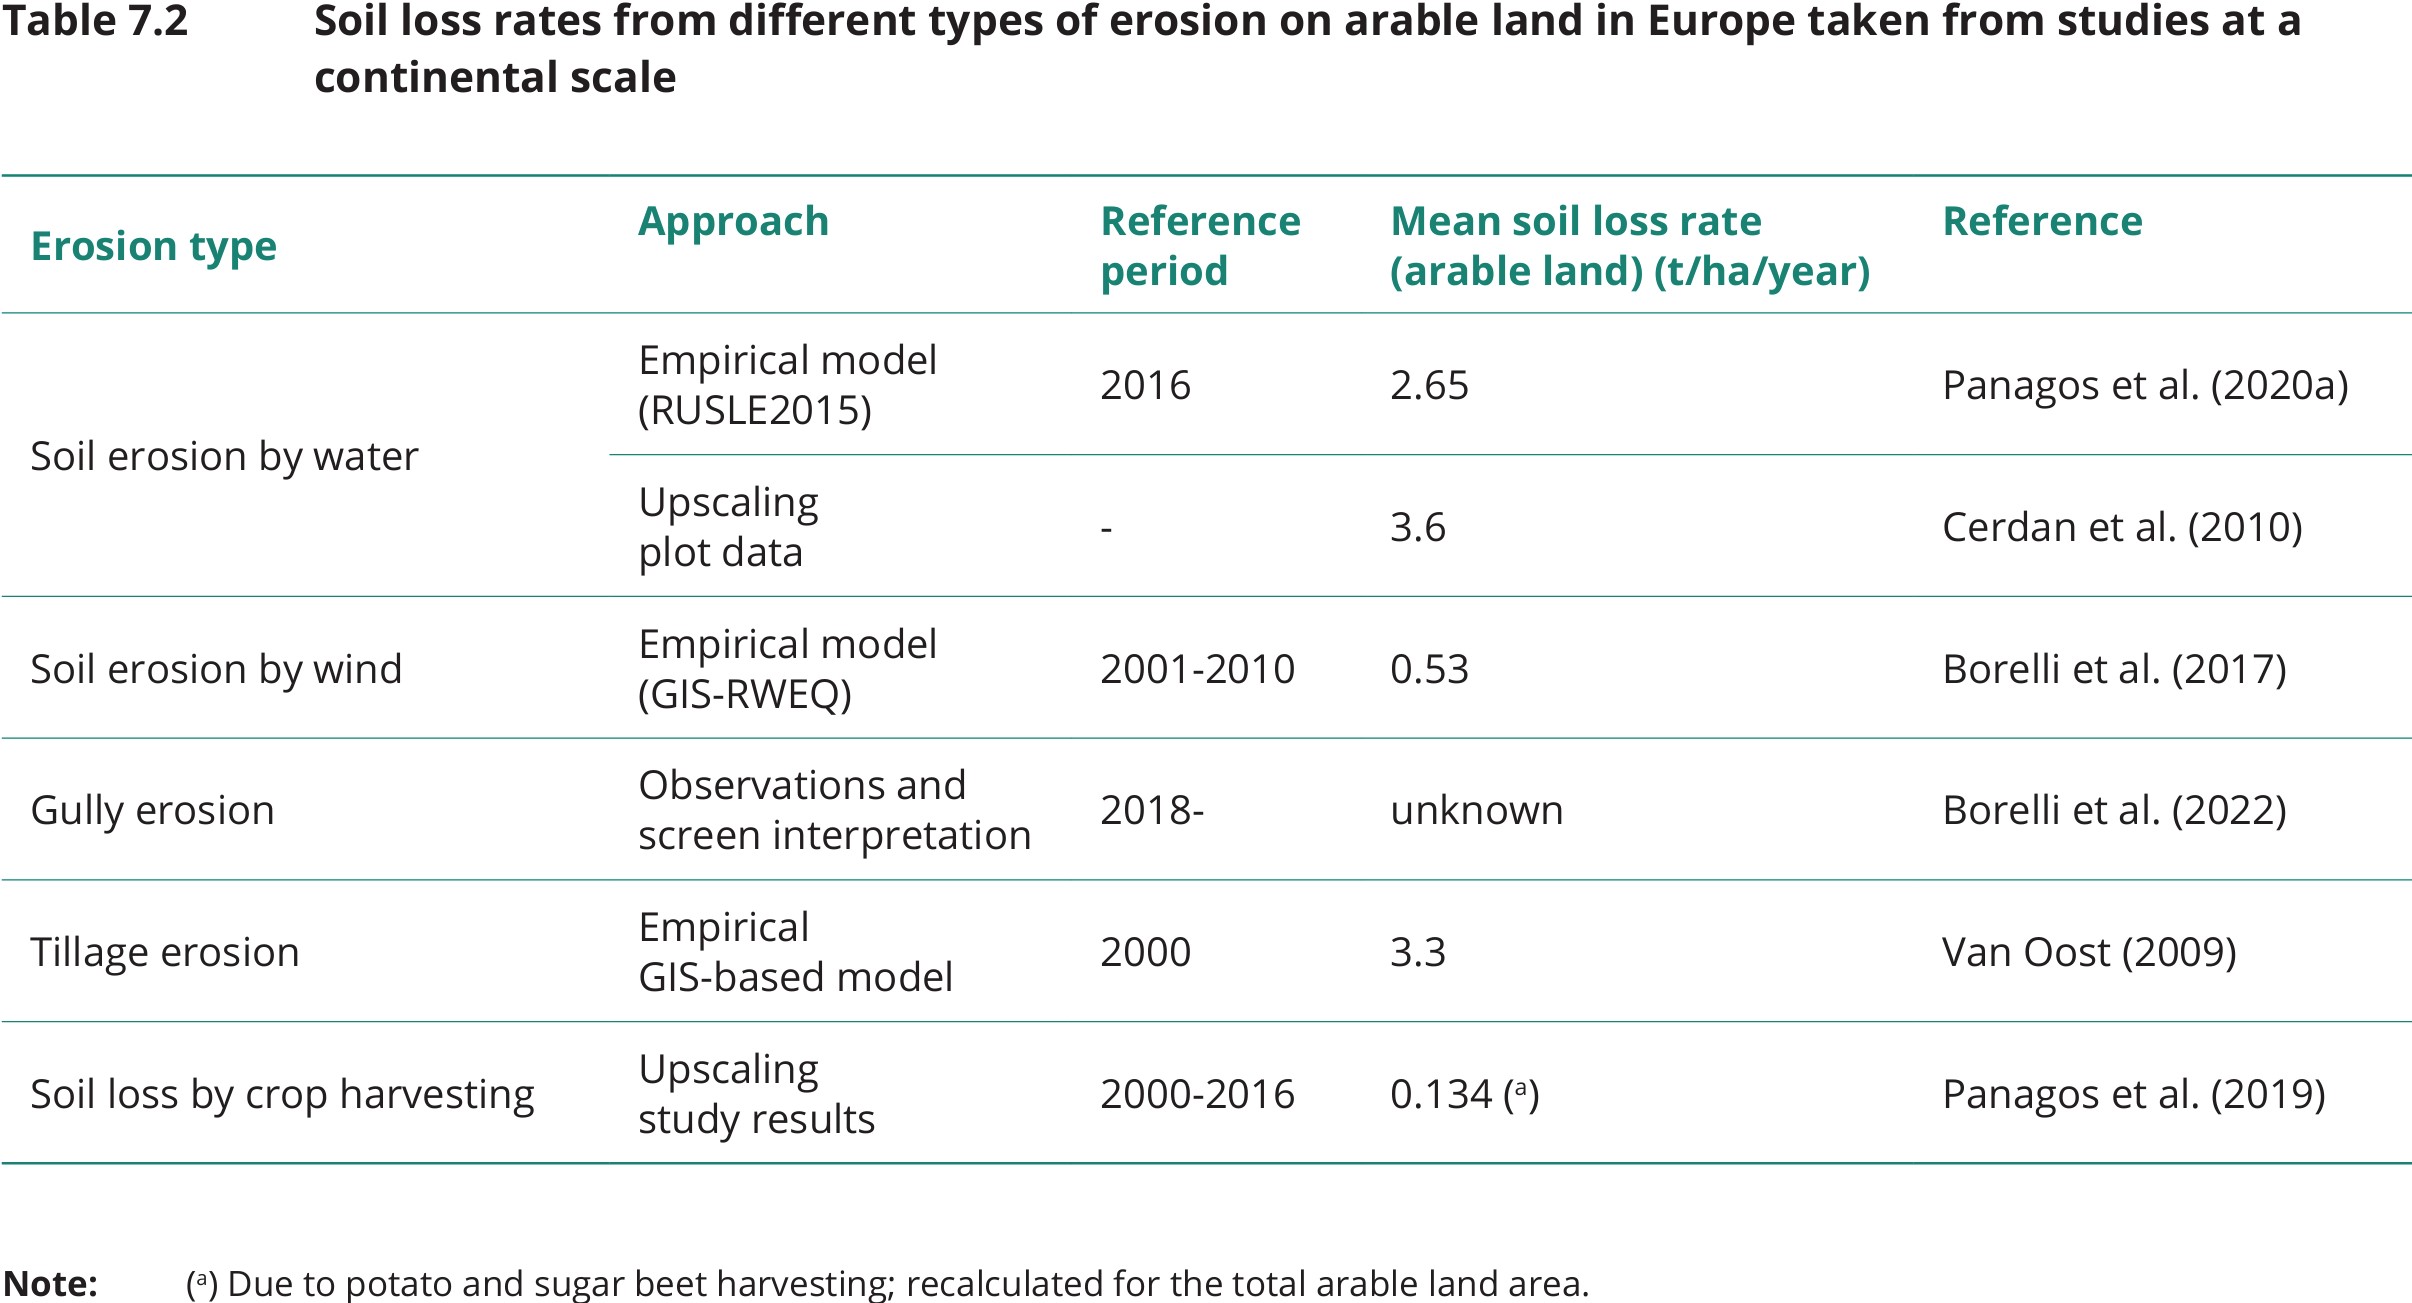 Table 7.2 Soil loss rates from different types of erosion on arable land in Europe taken from studies at a
continental scale
Erosion type
Approach
Reference
period
Mean soil loss rate
(arable land) (t/ha/year)
Reference
Soil erosion by water
Empirical model
(RUSLE2015)
2016
2.65
Panagos et al. (2020a)
Upscaling
plot data
-
3.6
Cerdan et al. (2010)
Soil erosion by wind
Empirical model
(GIS-RWEQ)
2001-2010
0.53
Borelli et al. (2017)
Gully erosion
Observations and
screen interpretation
2018-
unknown
Borelli et al. (2022)
Tillage erosion
Empirical
GIS-based model
2000
3.3
Van Oost (2009)
Soil loss by crop harvesting
Upscaling
study results
2000-2016
0.134 (ª)
Panagos et al. (2019)
Note: (ª) Due to potato and sugar beet harvesting; recalculated for the total arable land area.